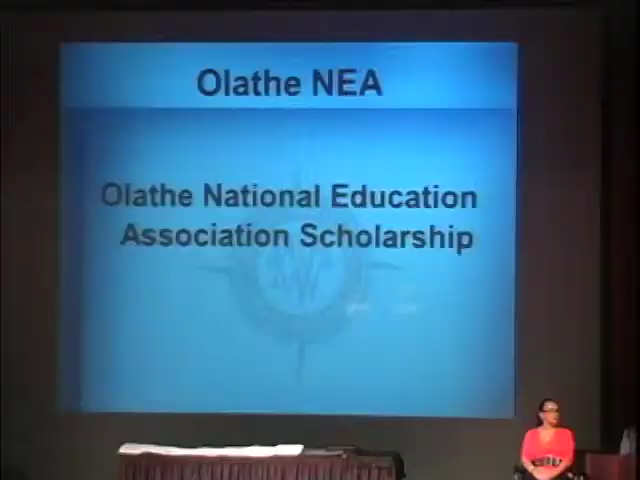 Olathe NEA
Olathe National Education
Association Scholarship